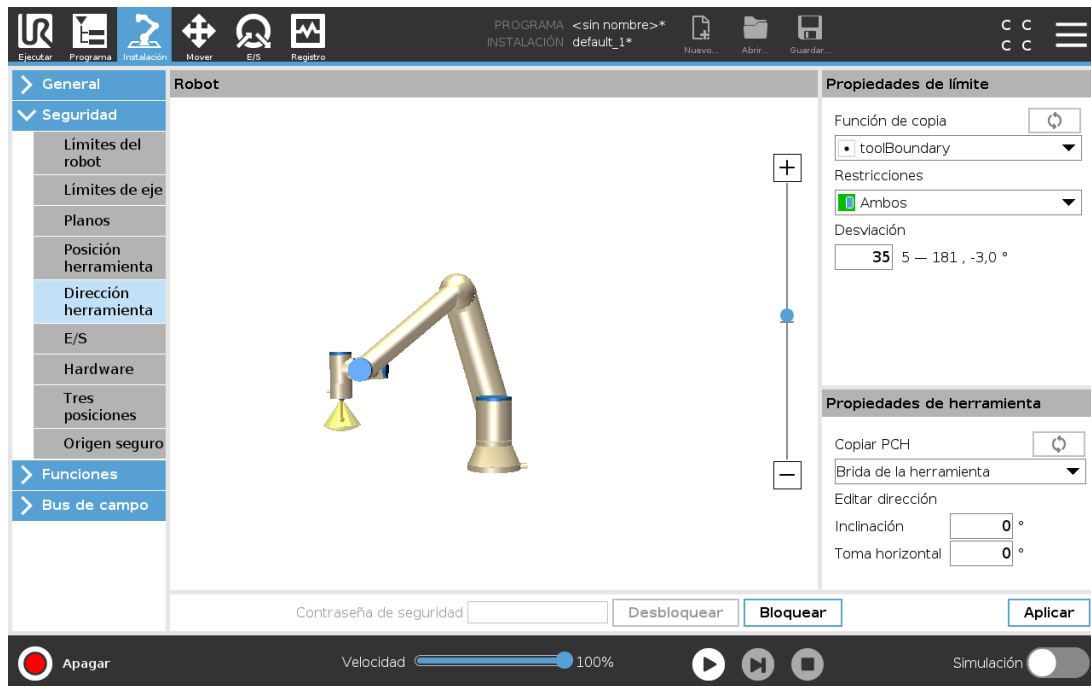 PROGRAMA <sin nombre>*
INSTALACIÓN default_1*
Ejecutar Programa Instalación Mover E/S Registro
Nuevo... Abrir... Guardar...
C C
C C
General
Seguridad
Límites del
robot
Límites de eje
Planos
Posición
herramienta
Dirección
herramienta
E/S
Hardware
Tres
posiciones
Origen seguro
Funciones
Bus de campo
Robot
Propiedades de límite
Función de copia
toolBoundary
Restricciones
Ambos
Desviación
35 5 — 181 , -3,0 °
Propiedades de herramienta
Copiar PCH
Brida de la herramienta
Editar dirección
Inclinación 0 °
Toma horizontal 0 °
Contraseña de seguridad Desbloquear Bloquear Aplicar
Apagar Velocidad 100% Simulación